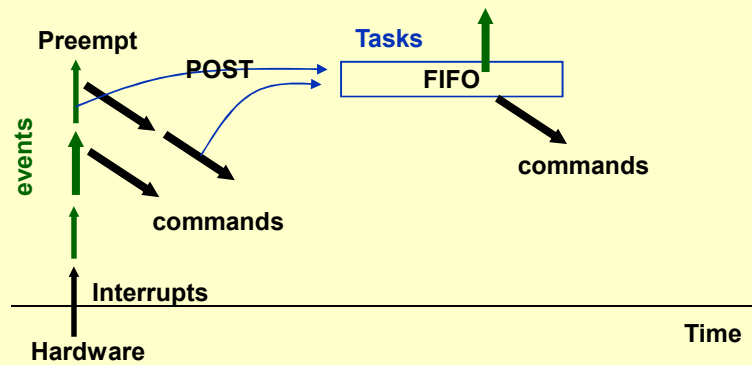 Tasks
Preempt
POST
FIFO
events
commands
commands
Interrupts
Time
Hardware